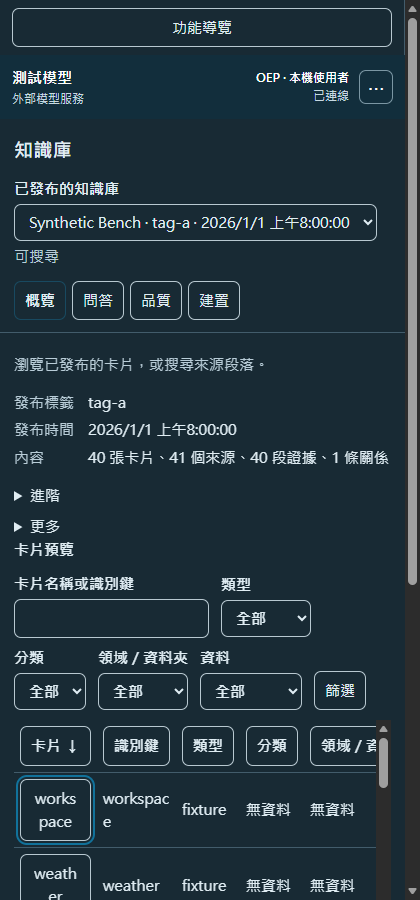 功能導覽
測試模型
OEP · 本機使用者
外部模型服務
已連線
...
知識庫
已發布的知識庫
Synthetic Bench · tag-a · 2026/1/1 上午8:00:00
可搜尋
概覽 問答 品質 建置
瀏覽已發布的卡片，或搜尋來源段落。
發布標籤 tag-a
發布時間 2026/1/1 上午8:00:00
內容 40 張卡片、41 個來源、40 段證據、1 條關係
▶ 進階
▶ 更多
卡片預覽
卡片名稱或識別鍵 類型
全部
分類 領域 / 資料夾 資料
全部 全部 全部 篩選
卡片 ↓ 識別鍵 類型 分類 領域 / 資
works
pace
workspac
e
fixture 無資料 無資料
weath
er
weather fixture 無資料 無資料